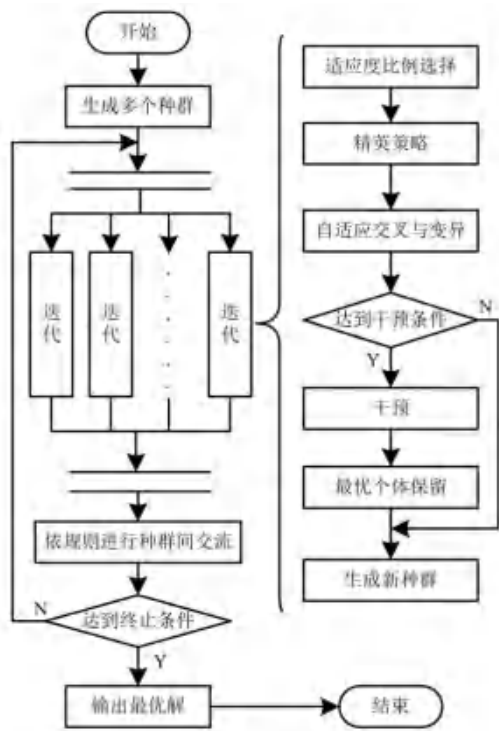 开始
生成多个种群
迭代
迭代
迭代
依规则进行种群间交流
达到终止条件
N
Y
输出最优解
结束
适应度比例选择
精英策略
自适应交叉与变异
达到干预条件
N
Y
干预
最优个体保留
生成新种群